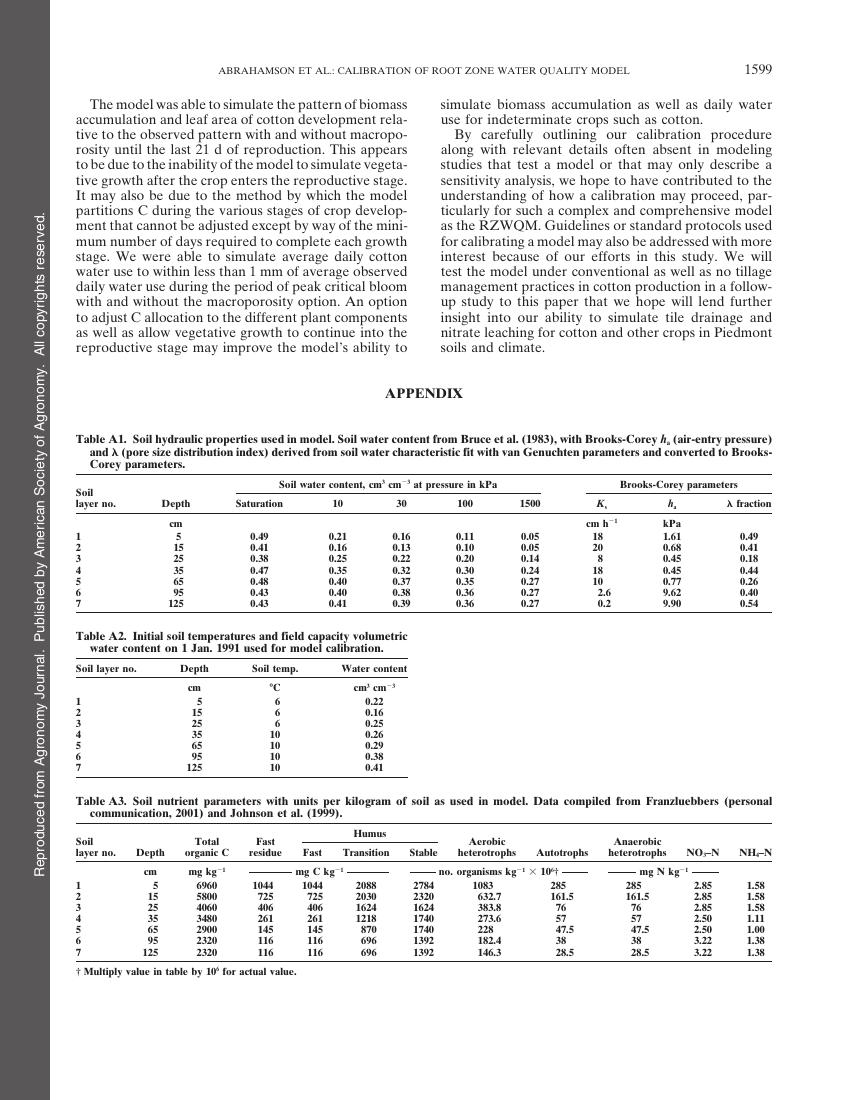 ABRAHAMSON ET AL.: CALIBRATION OF ROOT ZONE WATER QUALITY MODEL 1599
The model was able to simulate the pattern of biomass
accumulation and leaf area of cotton development rela-
tive to the observed pattern with and without macropo-
rosity until the last 21 d of reproduction. This appears
to be due to the inability of the model to simulate vegeta-
tive growth after the crop enters the reproductive stage.
It may also be due to the method by which the model
partitions C during the various stages of crop develop-
ment that cannot be adjusted except by way of the mini-
mum number of days required to complete each growth
stage. We were able to simulate average daily cotton
water use to within less than 1 mm of average observed
daily water use during the period of peak critical bloom
with and without the macroporosity option. An option
to adjust C allocation to the different plant components
as well as allow vegetative growth to continue into the
reproductive stage may improve the model's ability to
simulate biomass accumulation as well as daily water
use for indeterminate crops such as cotton.
By carefully outlining our calibration procedure
along with relevant details often absent in modeling
studies that test a model or that may only describe a
sensitivity analysis, we hope to have contributed to the
understanding of how a calibration may proceed, par-
ticularly for such a complex and comprehensive model
as the RZWQM. Guidelines or standard protocols used
for calibrating a model may also be addressed with more
interest because of our efforts in this study. We will
test the model under conventional as well as no tillage
management practices in cotton production in a follow-
up study to this paper that we hope will lend further
insight into our ability to simulate tile drainage and
nitrate leaching for cotton and other crops in Piedmont
soils and climate.
APPENDIX
Table A1. Soil hydraulic properties used in model. Soil water content from Bruce et al. (1983), with Brooks-Corey hₐ (air-entry pressure)
and λ (pore size distribution index) derived from soil water characteristic fit with van Genuchten parameters and converted to Brooks-
Corey parameters.
Soil water content, cm³ cm⁻³ at pressure in kPa Brooks-Corey parameters
Soil
layer no. Depth Saturation 10 30 100 1500 Kₛ hₐ λ fraction
cm cm h⁻¹ kPa
1 5 0.49 0.21 0.16 0.11 0.05 18 1.61 0.49
2 15 0.41 0.16 0.13 0.10 0.05 20 0.68 0.41
3 25 0.38 0.25 0.22 0.20 0.14 8 0.45 0.18
4 35 0.47 0.35 0.32 0.30 0.24 18 0.45 0.44
5 65 0.48 0.40 0.37 0.35 0.27 10 0.77 0.26
6 95 0.43 0.40 0.38 0.36 0.27 2.6 9.62 0.40
7 125 0.43 0.41 0.39 0.36 0.27 0.2 9.90 0.54
Table A2. Initial soil temperatures and field capacity volumetric
water content on 1 Jan. 1991 used for model calibration.
Soil layer no. Depth Soil temp. Water content
cm °C cm³ cm⁻³
1 5 6 0.22
2 15 6 0.16
3 25 6 0.25
4 35 10 0.26
5 65 10 0.29
6 95 10 0.38
7 125 10 0.41
Table A3. Soil nutrient parameters with units per kilogram of soil as used in model. Data compiled from Franzluebbers (personal
communication, 2001) and Johnson et al. (1999).
Humus
Soil Total Fast Aerobic Anaerobic
layer no. Depth organic C residue Fast Transition Stable heterotrophs Autotrophs heterotrophs NO₃–N NH₄–N
cm mg kg⁻¹ mg C kg⁻¹ no. organisms kg⁻¹ × 10⁶† mg N kg⁻¹
1 5 6960 1044 1044 2088 2784 1083 285 285 2.85 1.58
2 15 5800 725 725 2030 2320 632.7 161.5 161.5 2.85 1.58
3 25 4060 406 406 1624 1624 383.8 76 76 2.85 1.58
4 35 3480 261 261 1218 1740 273.6 57 57 2.50 1.11
5 65 2900 145 145 870 1740 228 47.5 47.5 2.50 1.00
6 95 2320 116 116 696 1392 182.4 38 38 3.22 1.38
7 125 2320 116 116 696 1392 146.3 28.5 28.5 3.22 1.38
† Multiply value in table by 10⁶ for actual value.
Reproduced from Agronomy Journal. Published by American Society of Agronomy. All copyrights reserved.